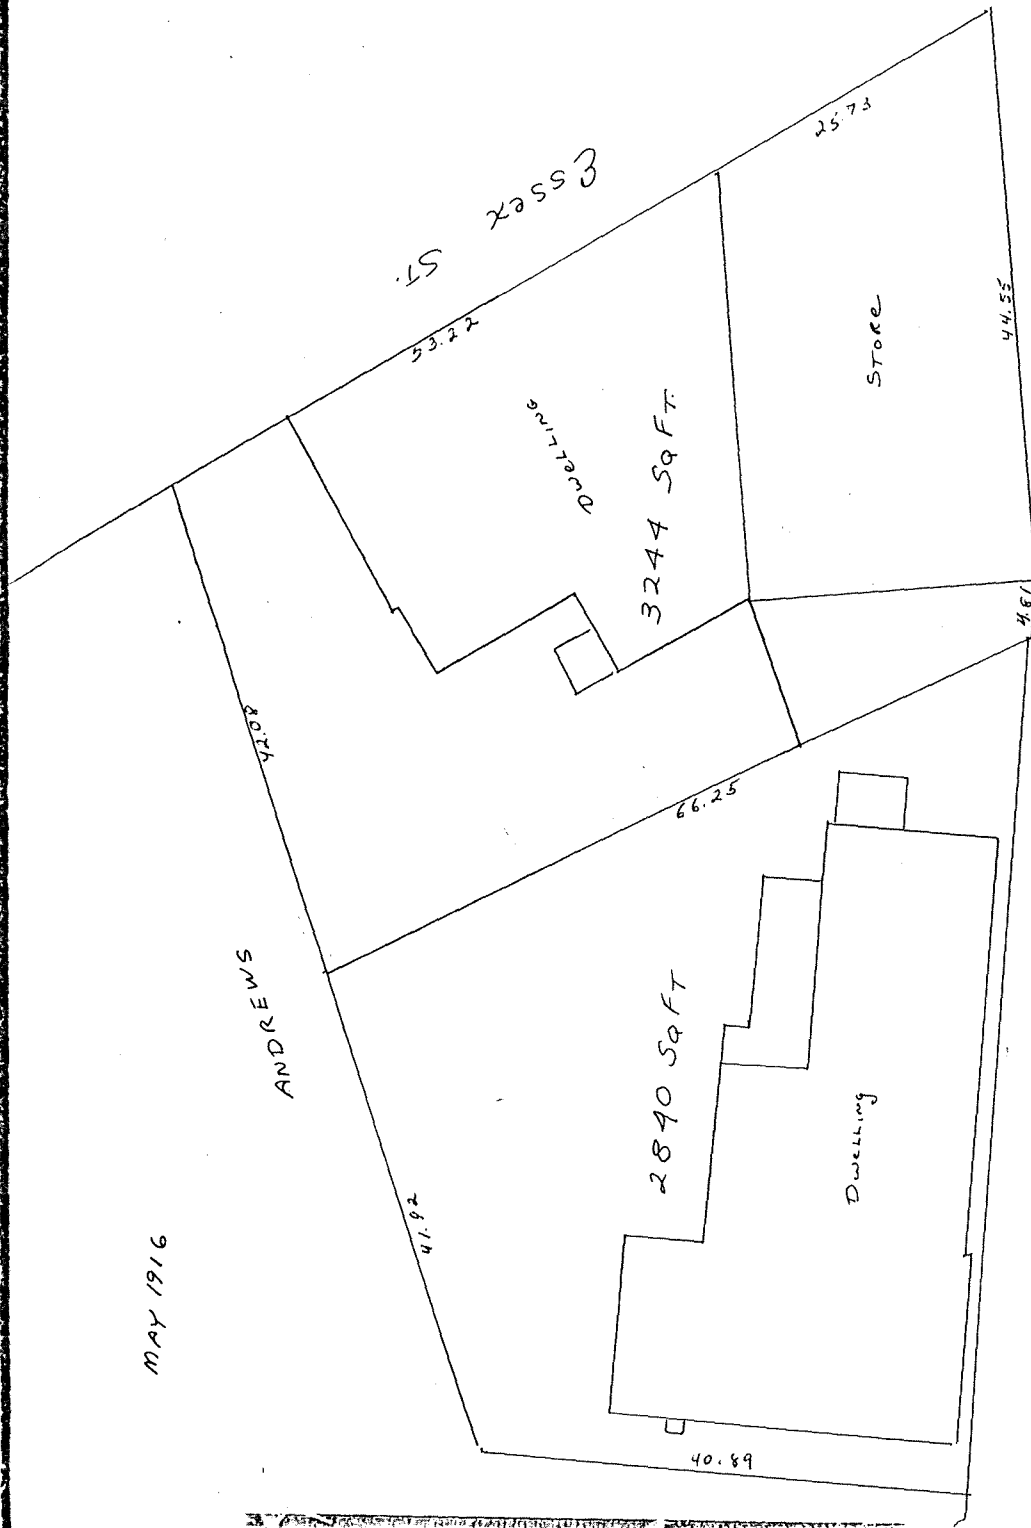 Essex
ST.
25.73
53.22
DWELLING
3244 SQ FT.
STORE
44.55
4.81
42.08
66.25
ANDREWS
2840 SQ FT
Dwelling
41.92
40.89
MAY 1916